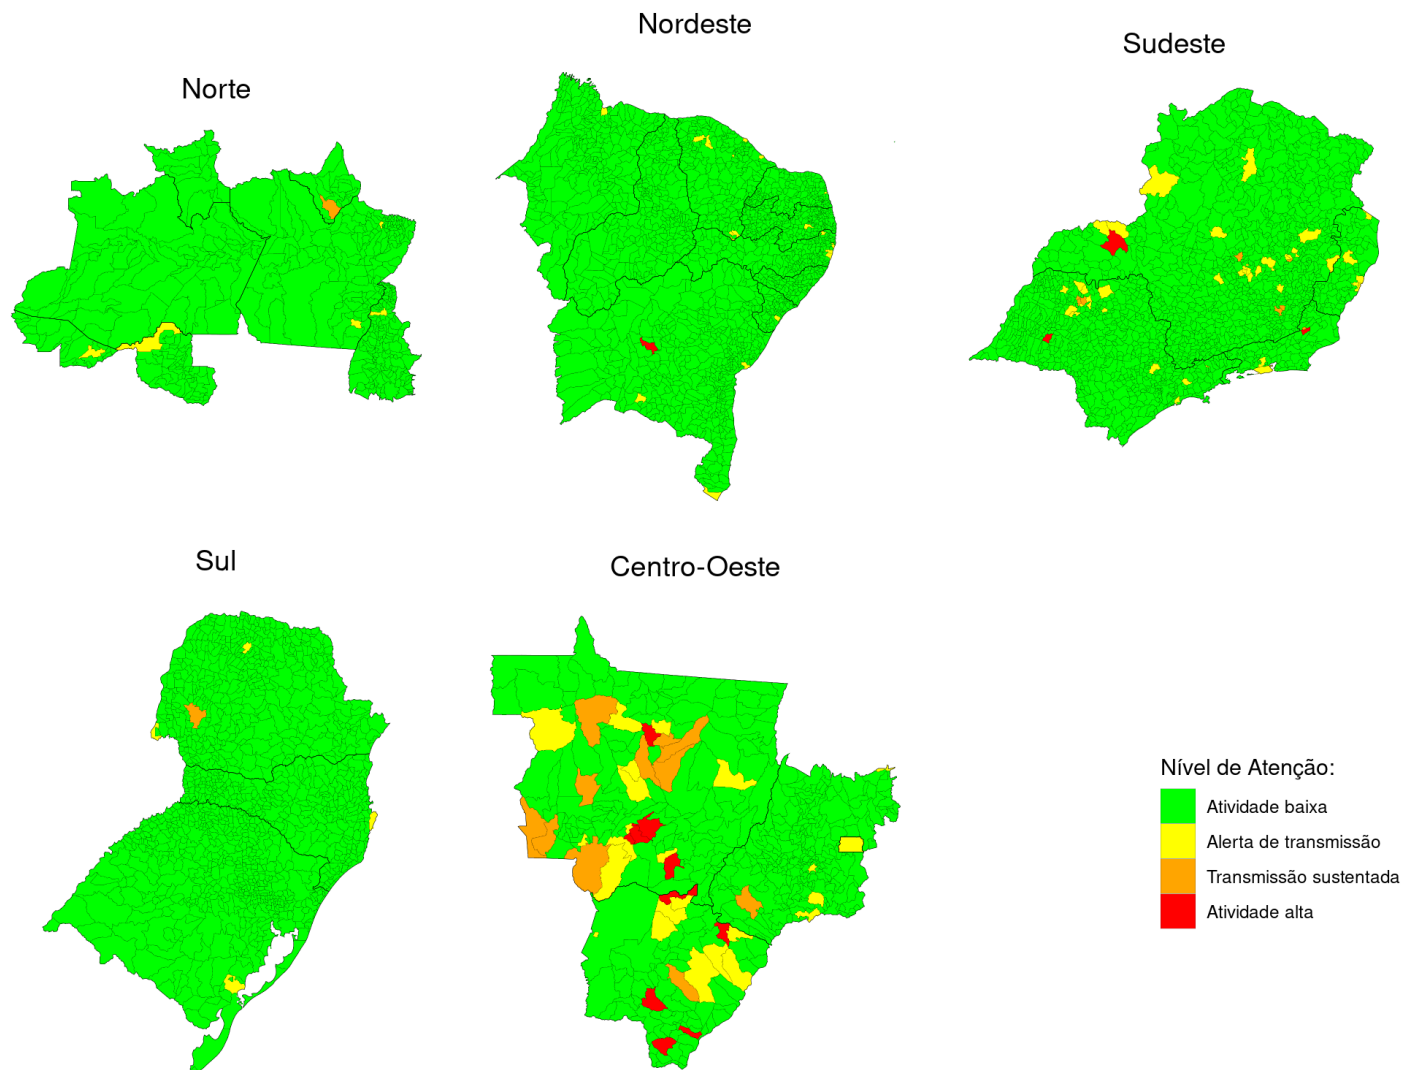 Nordeste
Sudeste
Norte
Sul
Centro-Oeste
Nível de Atenção:
Atividade baixa
Alerta de transmissão
Transmissão sustentada
Atividade alta